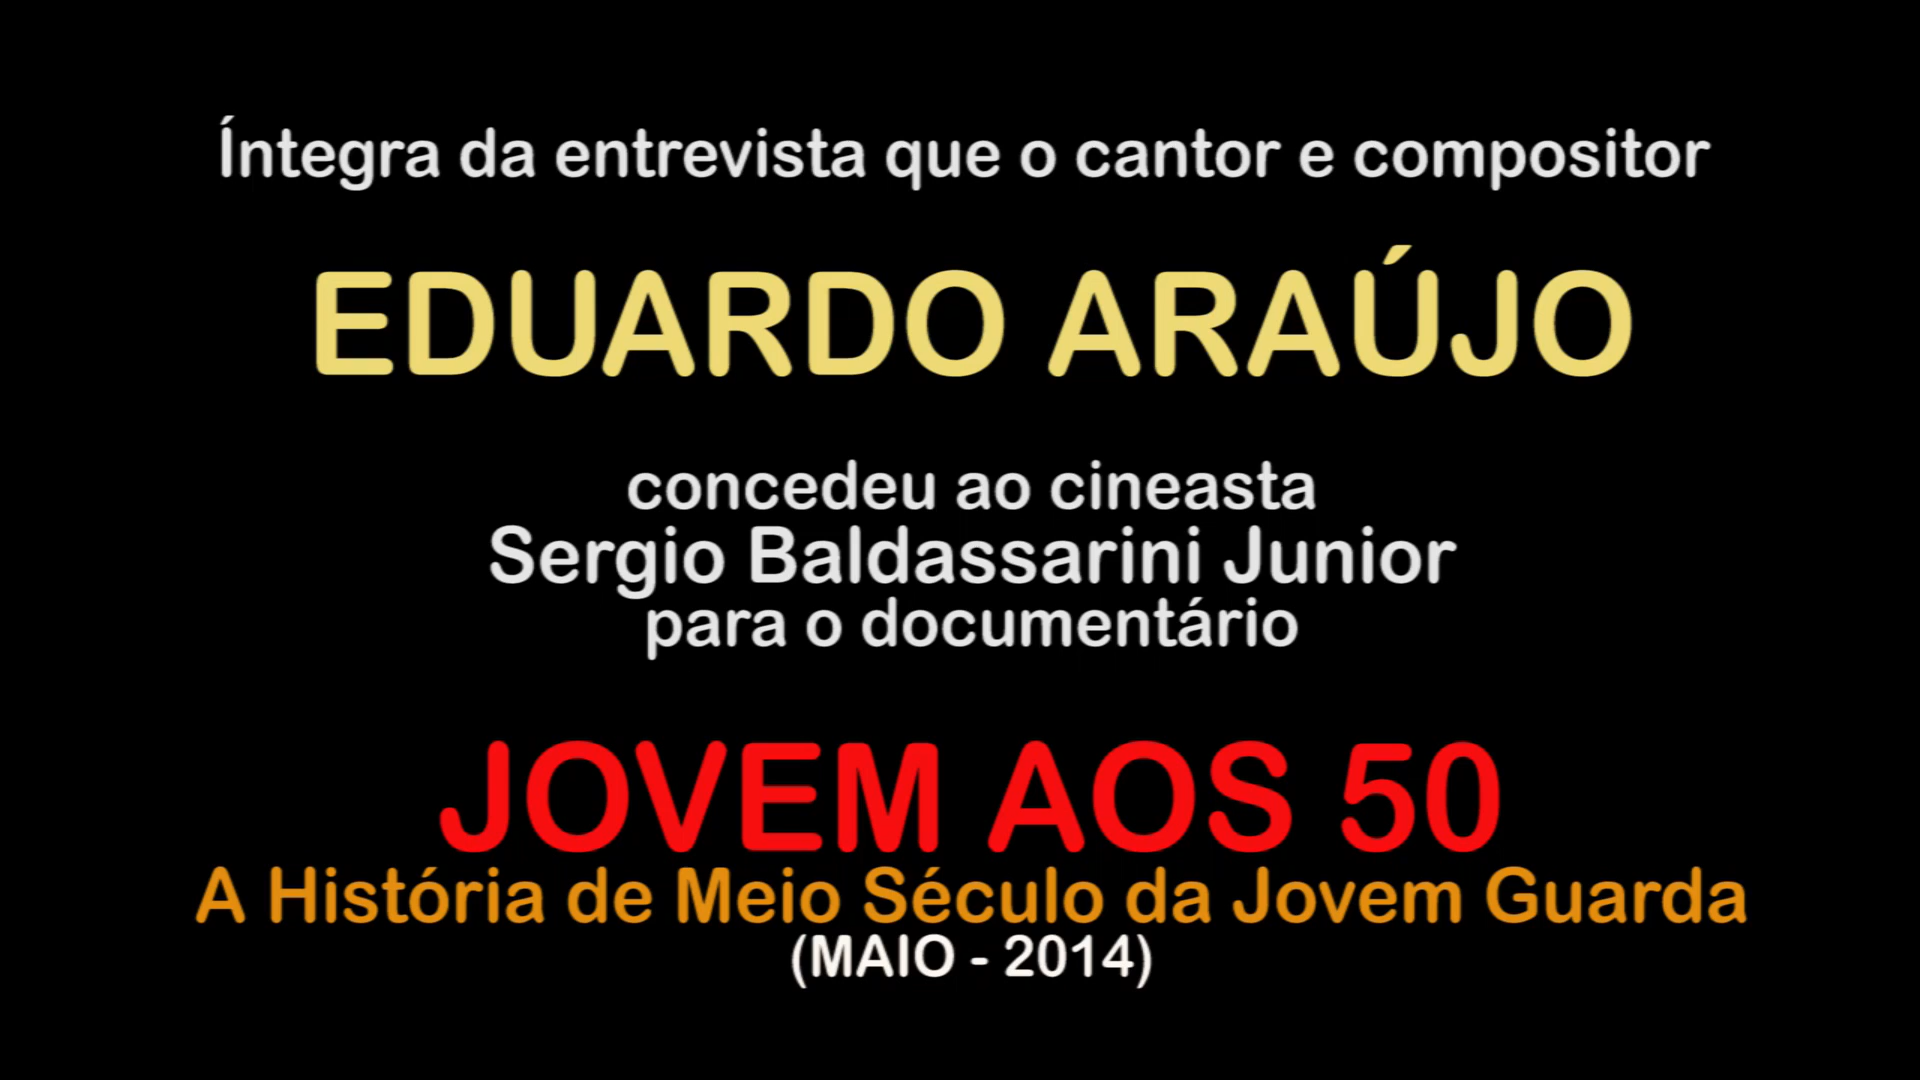 Íntegra da entrevista que o cantor e compositor
EDUARDO ARAÚJO
concedeu ao cineasta
Sergio Baldassarini Junior
para o documentário
JOVEM AOS 50
A História de Meio Século da Jovem Guarda
(MAIO - 2014)